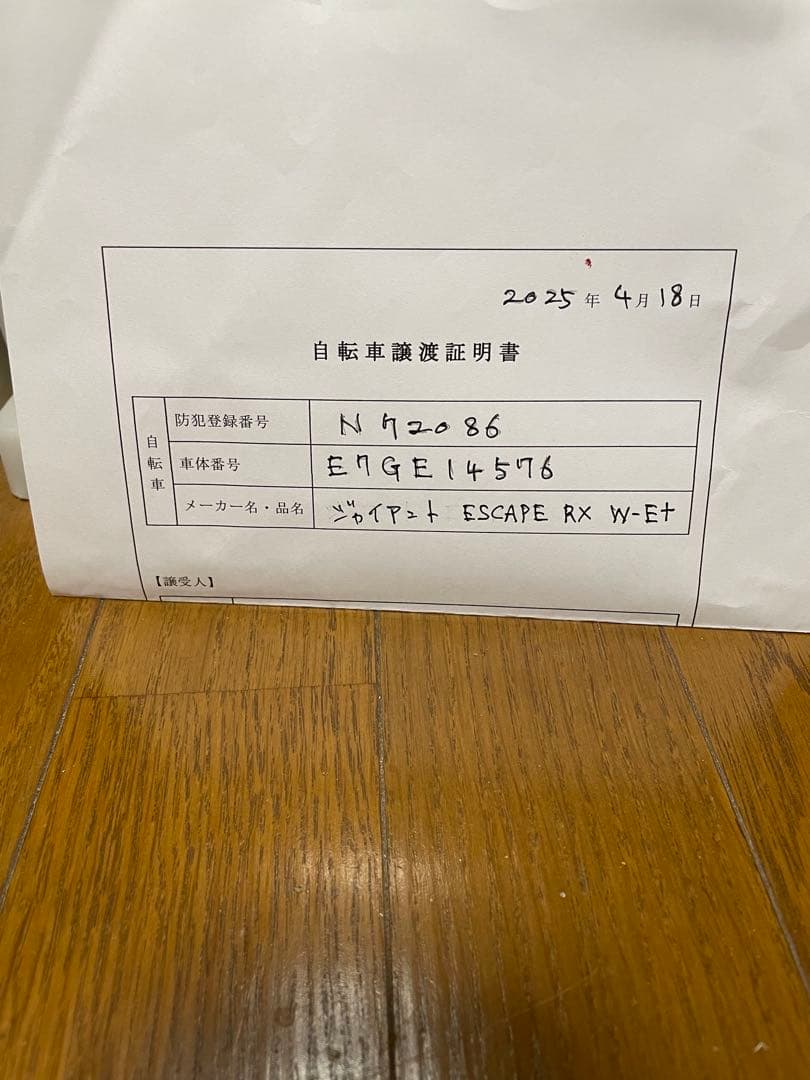 2025年4月18日
自転車譲渡証明書
自転車
防犯登録番号 N 72086
車体番号 E7GE14576
メーカー名・品名 ジャイアント ESCAPE RX W-E+
【譲受人】